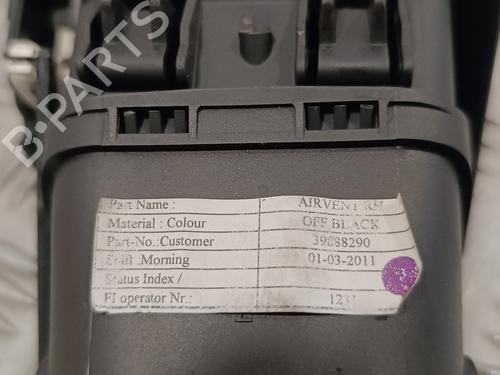 B-PARTS
Part Name : AIRVENT RH
Material : Colour OFF BLACK
Part-No.:Customer 39888290
Shift :Morning 01-03-2011
Status Index /
FI operator Nr.: 1231